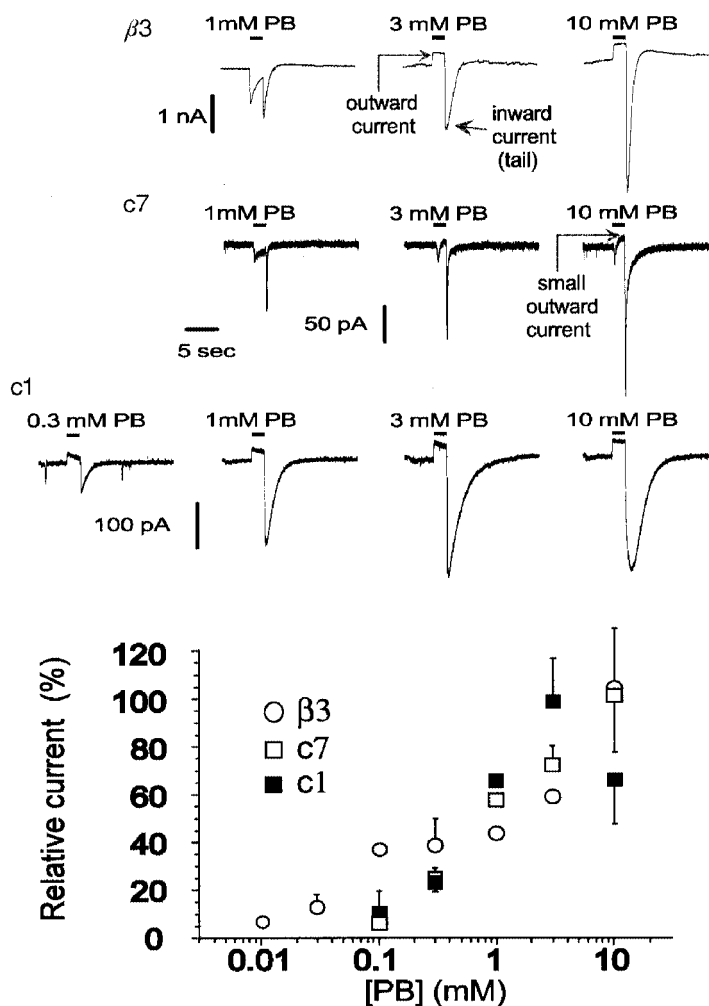 β3
1mM PB
3 mM PB
10 mM PB
1 nA
outward
current
inward
current
(tail)
c7
1mM PB
3 mM PB
10 mM PB
5 sec
50 pA
small
outward
current
c1
0.3 mM PB
1mM PB
3 mM PB
10 mM PB
100 pA
Relative current (%)
120
100
80
60
40
20
0
β3
c7
c1
0.01
0.1
1
10
[PB] (mM)